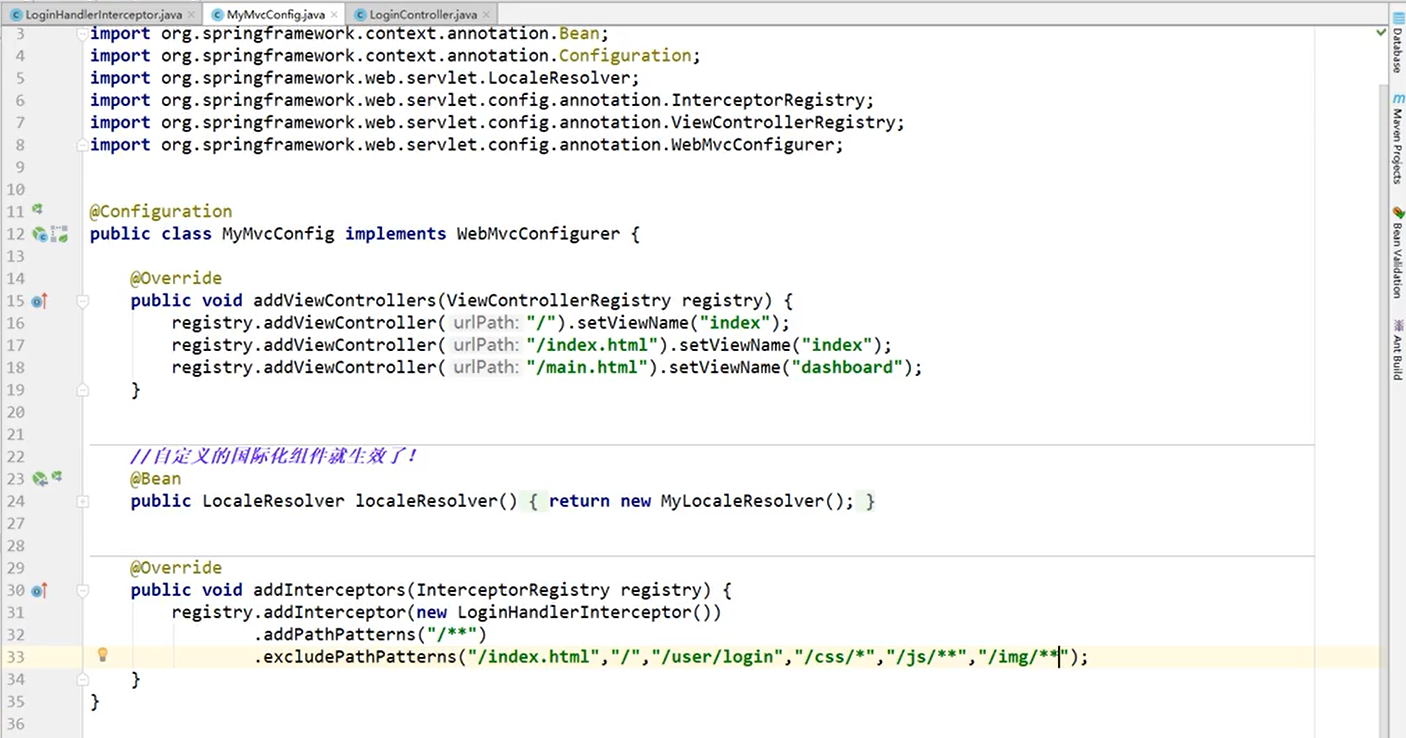 LoginHandlerInterceptor.java MyMvcConfig.java LoginController.java
3 import org.springframework.context.annotation.Bean;
4 import org.springframework.context.annotation.Configuration;
5 import org.springframework.web.servlet.LocaleResolver;
6 import org.springframework.web.servlet.config.annotation.InterceptorRegistry;
7 import org.springframework.web.servlet.config.annotation.ViewControllerRegistry;
8 import org.springframework.web.servlet.config.annotation.WebMvcConfigurer;
9
10
11 @Configuration
12 public class MyMvcConfig implements WebMvcConfigurer {
13
14 @Override
15 public void addViewControllers(ViewControllerRegistry registry) {
16 registry.addViewController( urlPath: "/").setViewName("index");
17 registry.addViewController( urlPath: "/index.html").setViewName("index");
18 registry.addViewController( urlPath: "/main.html").setViewName("dashboard");
19 }
20
21
22 //自定义的国际化组件就生效了！
23 @Bean
24 public LocaleResolver localeResolver() { return new MyLocaleResolver(); }
27
28
29 @Override
30 public void addInterceptors(InterceptorRegistry registry) {
31 registry.addInterceptor(new LoginHandlerInterceptor())
32 .addPathPatterns("/**")
33 .excludePathPatterns("/index.html","/","/user/login","/css/*","/js/**","/img/**");
34 }
35 }
36
Database
m Maven Projects
Bean Validation
Ant Build